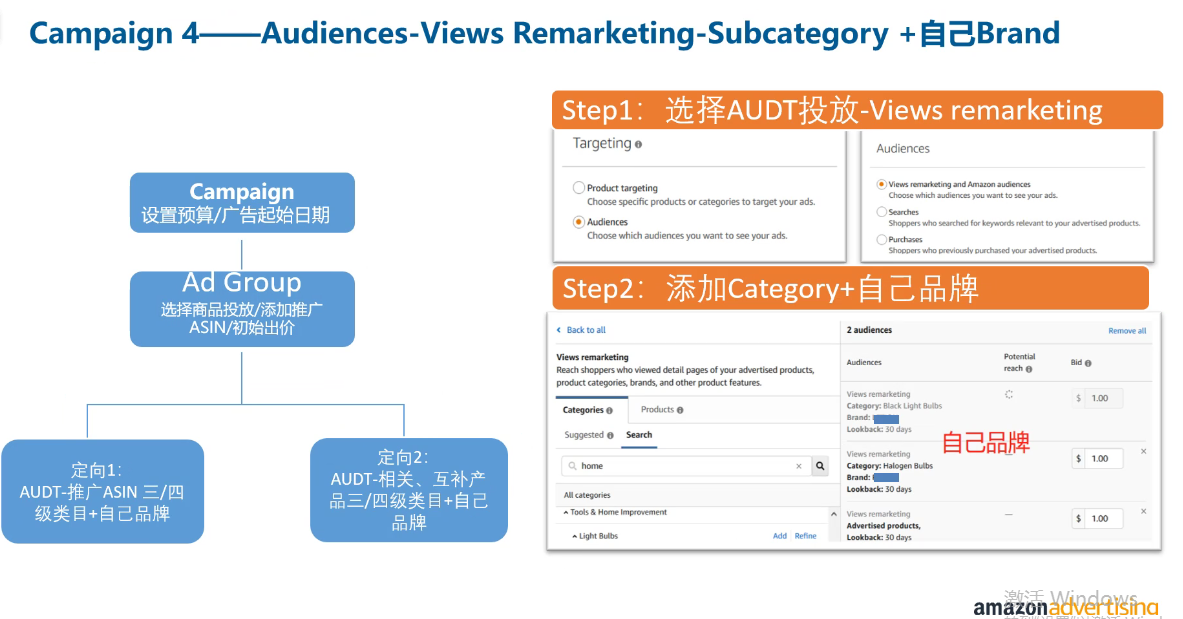 Campaign 4——Audiences-Views Remarketing-Subcategory +自己Brand
Campaign
设置预算/广告起始日期
Ad Group
选择商品投放/添加推广
ASIN/初始出价
定向1：
AUDT-推广ASIN 三/四
级类目+自己品牌
定向2：
AUDT-相关、互补产
品三/四级类目+自己
品牌
Step1： 选择AUDT投放-Views remarketing
Targeting
Product targeting
Choose specific products or categories to target your ads.
Audiences
Choose which audiences you want to see your ads.
Audiences
Views remarketing and Amazon audiences
Choose which audiences you want to see your ads.
Searches
Shoppers who searched for keywords relevant to your advertised products.
Purchases
Shoppers who previously purchased your advertised products.
Step2： 添加Category+自己品牌
Back to all
Views remarketing
Reach shoppers who viewed detail pages of your advertised products,
product categories, brands, and other product features.
Categories
Products
Suggested
Search
home
All categories
Tools & Home Improvement
Light Bulbs
Add Refine
2 audiences
Remove all
Audiences
Potential
reach
Bid
Views remarketing
Category: Black Light Bulbs
Brand:
Lookback: 30 days
$ 1.00
自己品牌
Views remarketing
Category: Halogen Bulbs
Brand:
Lookback: 30 days
$ 1.00
Views remarketing
Advertised products,
Lookback: 30 days
$ 1.00
激活 Windows
amazonadvertising